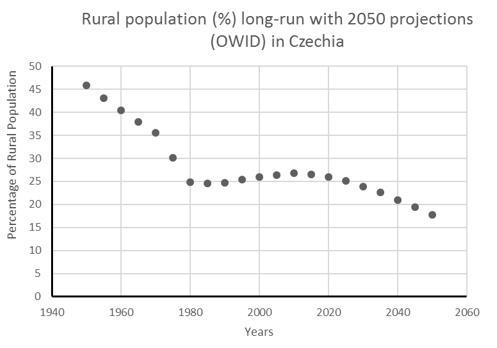 Rural population (%) long-run with 2050 projections
(OWID) in Czechia
Percentage of Rural Population
50
45
40
35
30
25
20
15
10
5
0
1940 1960 1980 2000 2020 2040 2060
Years